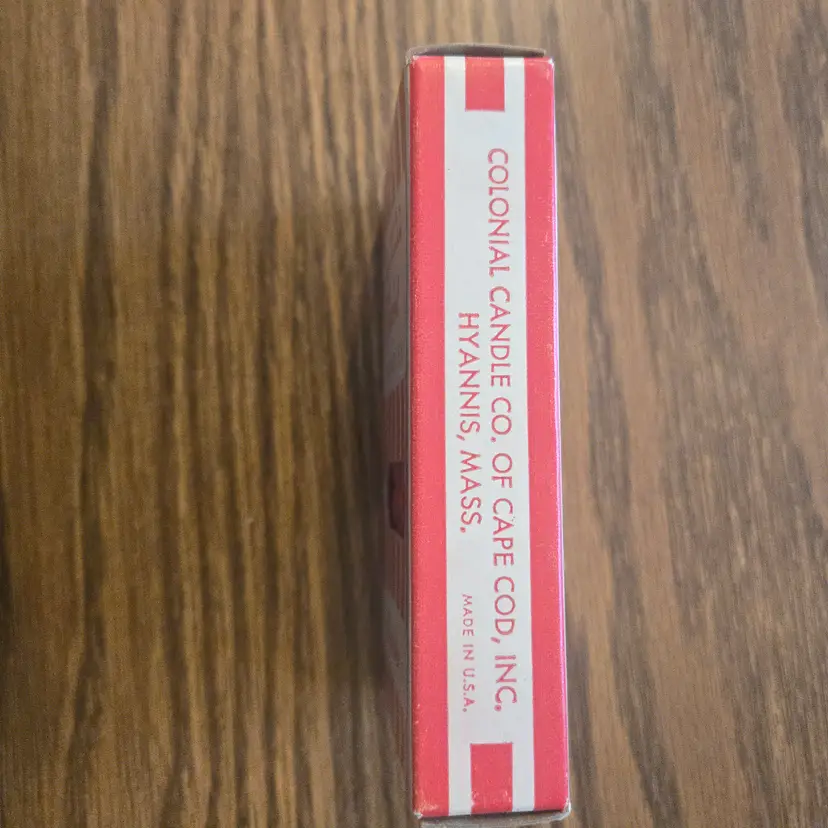 COLONIAL CANDLE CO. OF CAPE COD, INC.
HYANNIS, MASS.
MADE IN U.S.A.